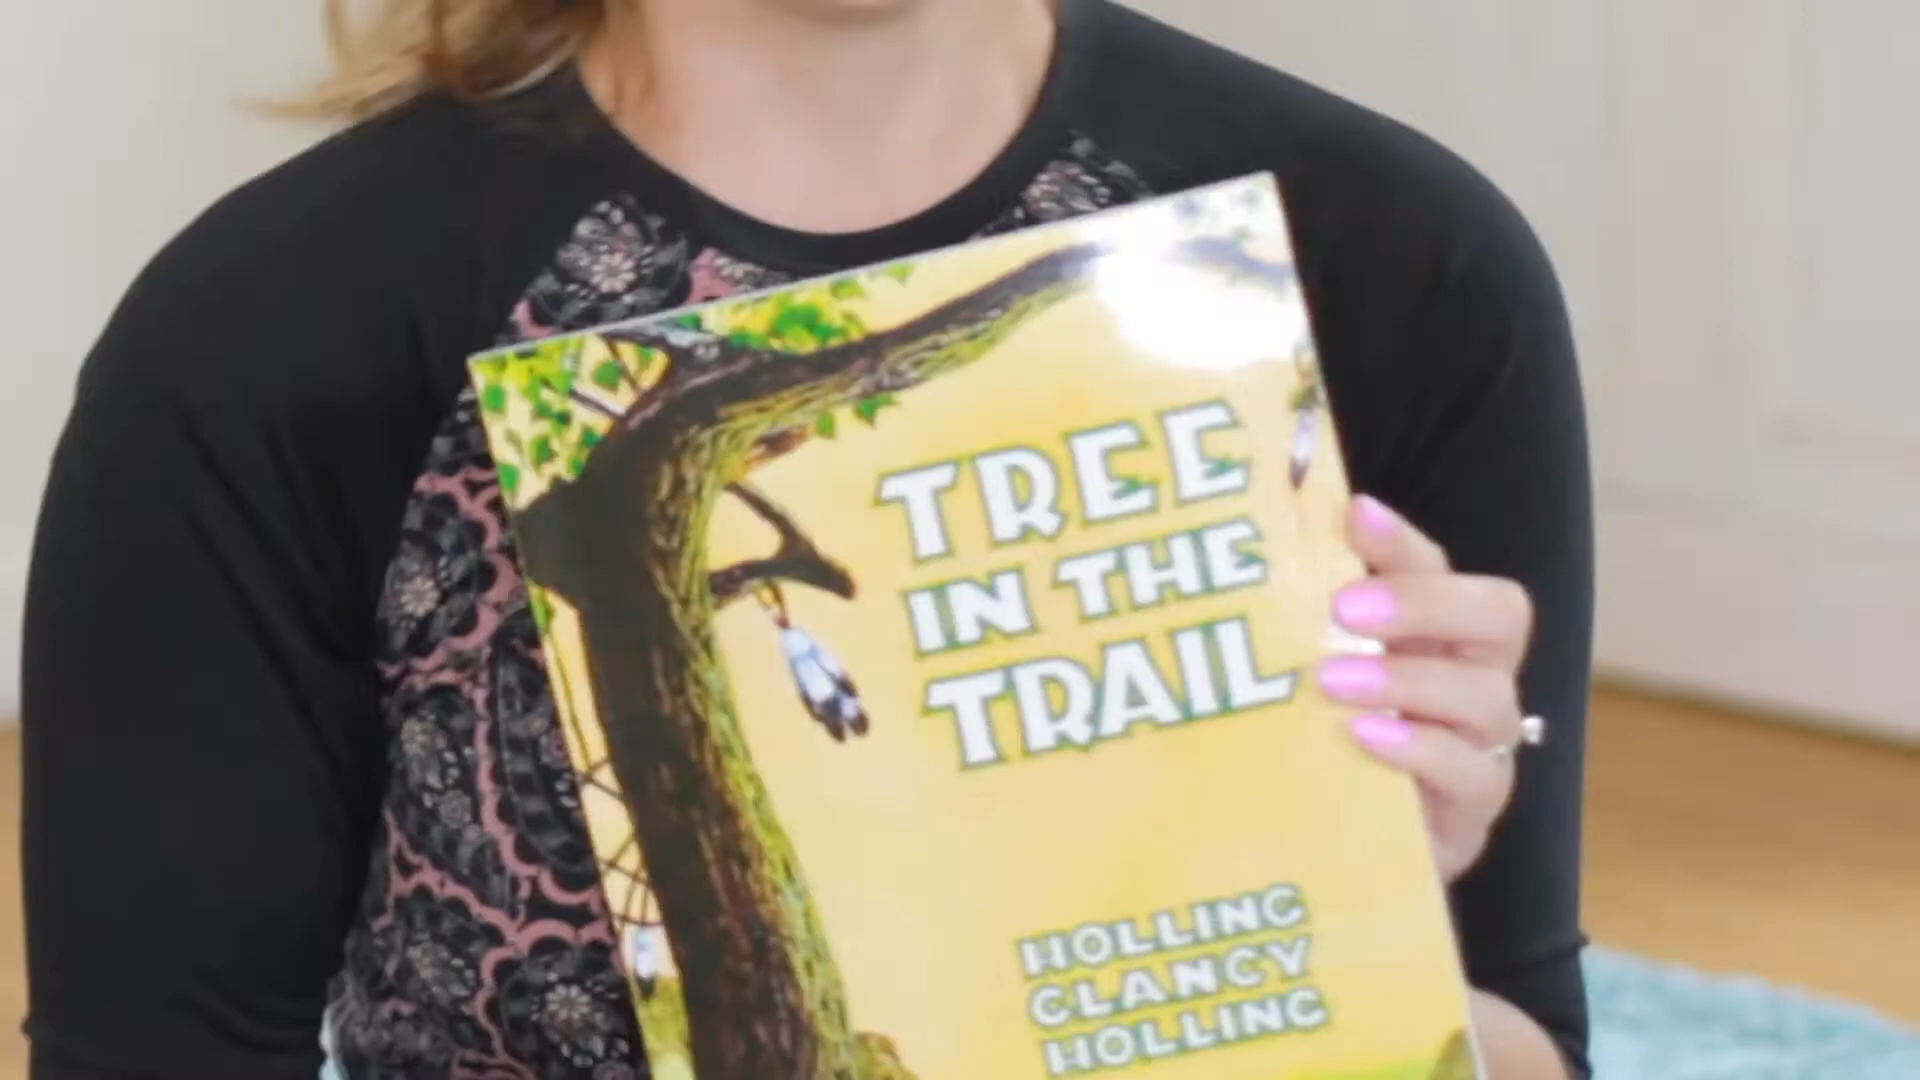 TREE
IN THE
TRAIL
HOLLING
CLANCY
HOLLING